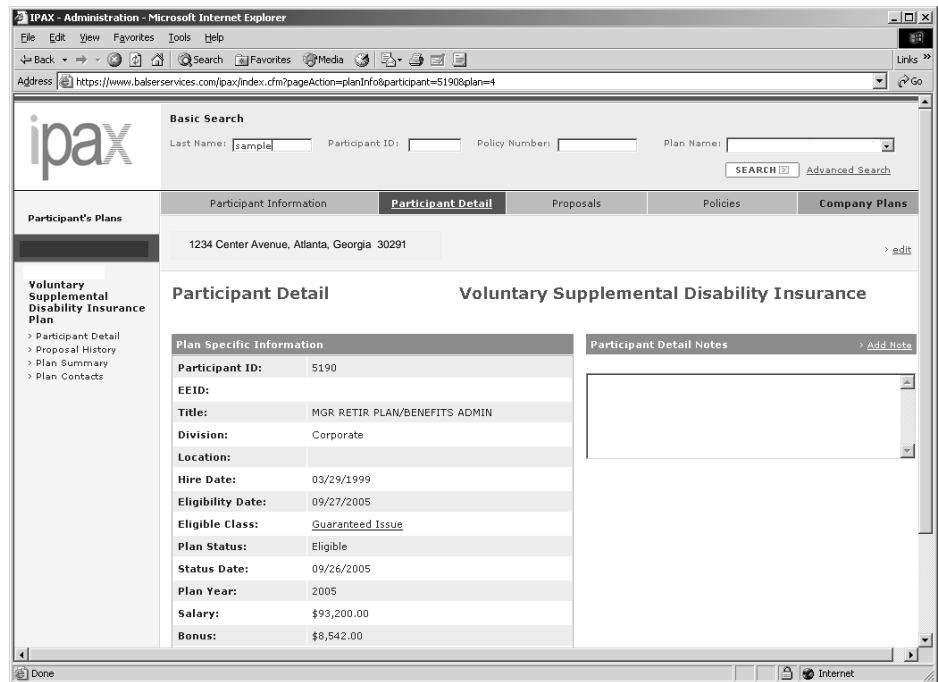 IPAX - Administration - Microsoft Internet Explorer
File Edit View Favorites Tools Help
Back Search Favorites Media Links »
Address https://www.balserservices.com/ipax/index.cfm?pageAction=planInfo&participant=5190&plan=4 Go
ipax
Basic Search
Last Name: sample Participant ID: Policy Number: Plan Name:
SEARCH Advanced Search
Participant's Plans
Participant Information Participant Detail Proposals Policies Company Plans
1234 Center Avenue, Atlanta, Georgia 30291
> edit
Voluntary
Supplemental
Disability Insurance
Plan
> Participant Detail
> Proposal History
> Plan Summary
> Plan Contacts
Participant Detail Voluntary Supplemental Disability Insurance
Plan Specific Information
Participant ID: 5190
EEID:
Title: MGR RETIR PLAN/BENEFITS ADMIN
Division: Corporate
Location:
Hire Date: 03/29/1999
Eligibility Date: 09/27/2005
Eligible Class: Guaranteed Issue
Plan Status: Eligible
Status Date: 09/26/2005
Plan Year: 2005
Salary: $93,200.00
Bonus: $8,542.00
Participant Detail Notes > Add Note
Done Internet